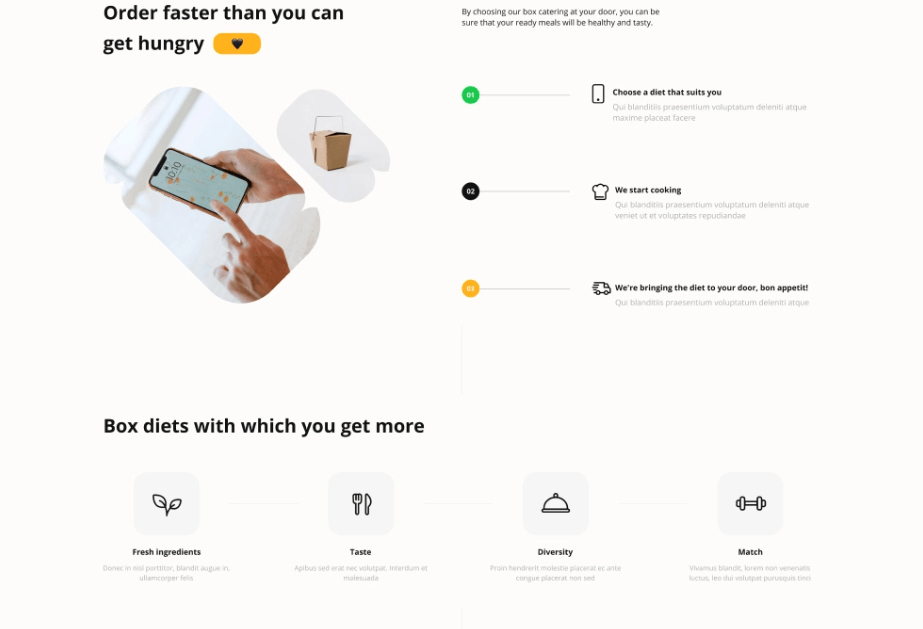 Order faster than you can
get hungry
By choosing our box catering at your door, you can be
sure that your ready meals will be healthy and tasty.
10:10
01
Choose a diet that suits you
Qui blanditiis praesentium voluptatum deleniti atque
maxime placeat facere
02
We start cooking
Qui blanditiis praesentium voluptatum deleniti atque
veniet ut et voluptates repudiandae
03
We're bringing the diet to your door, bon appetit!
Qui blanditiis praesentium voluptatum deleniti atque
Box diets with which you get more
Fresh ingredients
Donec in nisl porttitor, blandit augue in,
ullamcorper felis
Taste
Apibus sed erat nec volutpat. Interdum et
malesuada
Diversity
Proin hendrerit molestie placerat ec ante
congue placerat non sed
Match
Vivamus blandit, lorem non venenatis
luctus, leo dui volutpat purusique tinci